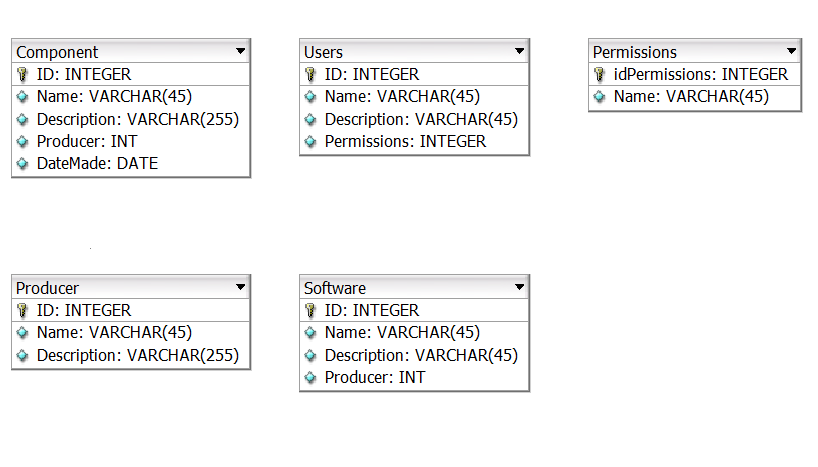 Component
ID: INTEGER
Name: VARCHAR(45)
Description: VARCHAR(255)
Producer: INT
DateMade: DATE
Users
ID: INTEGER
Name: VARCHAR(45)
Description: VARCHAR(45)
Permissions: INTEGER
Permissions
idPermissions: INTEGER
Name: VARCHAR(45)
Producer
ID: INTEGER
Name: VARCHAR(45)
Description: VARCHAR(255)
Software
ID: INTEGER
Name: VARCHAR(45)
Description: VARCHAR(45)
Producer: INT